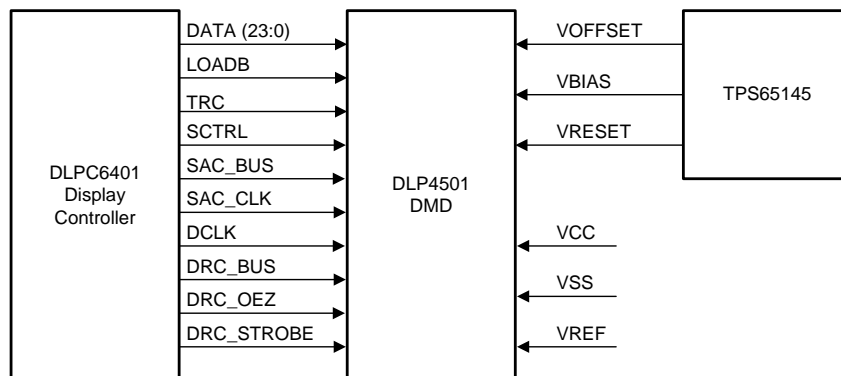 DATA (23:0)
LOADB
TRC
SCTRL
SAC_BUS
SAC_CLK
DCLK
DRC_BUS
DRC_OEZ
DRC_STROBE
DLPC6401
Display
Controller
DLP4501
DMD
VOFFSET
VBIAS
VRESET
VCC
VSS
VREF
TPS65145